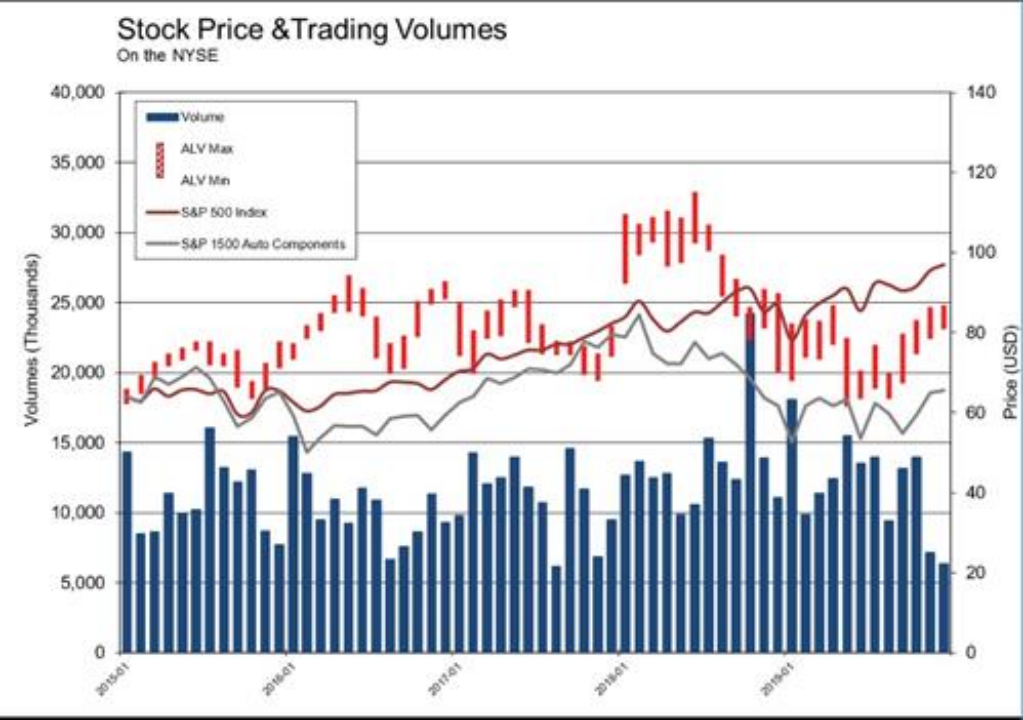 Stock Price &Trading Volumes
On the NYSE
40,000
35,000
30,000
25,000
20,000
15,000
10,000
5,000
0
Volumes (Thousands)
Volume
ALV Max
ALV Min
S&P 500 Index
S&P 1500 Auto Components
140
120
100
80
60
40
20
0
Price (USD)
2015-01
2016-01
2017-01
2018-01
2019-01